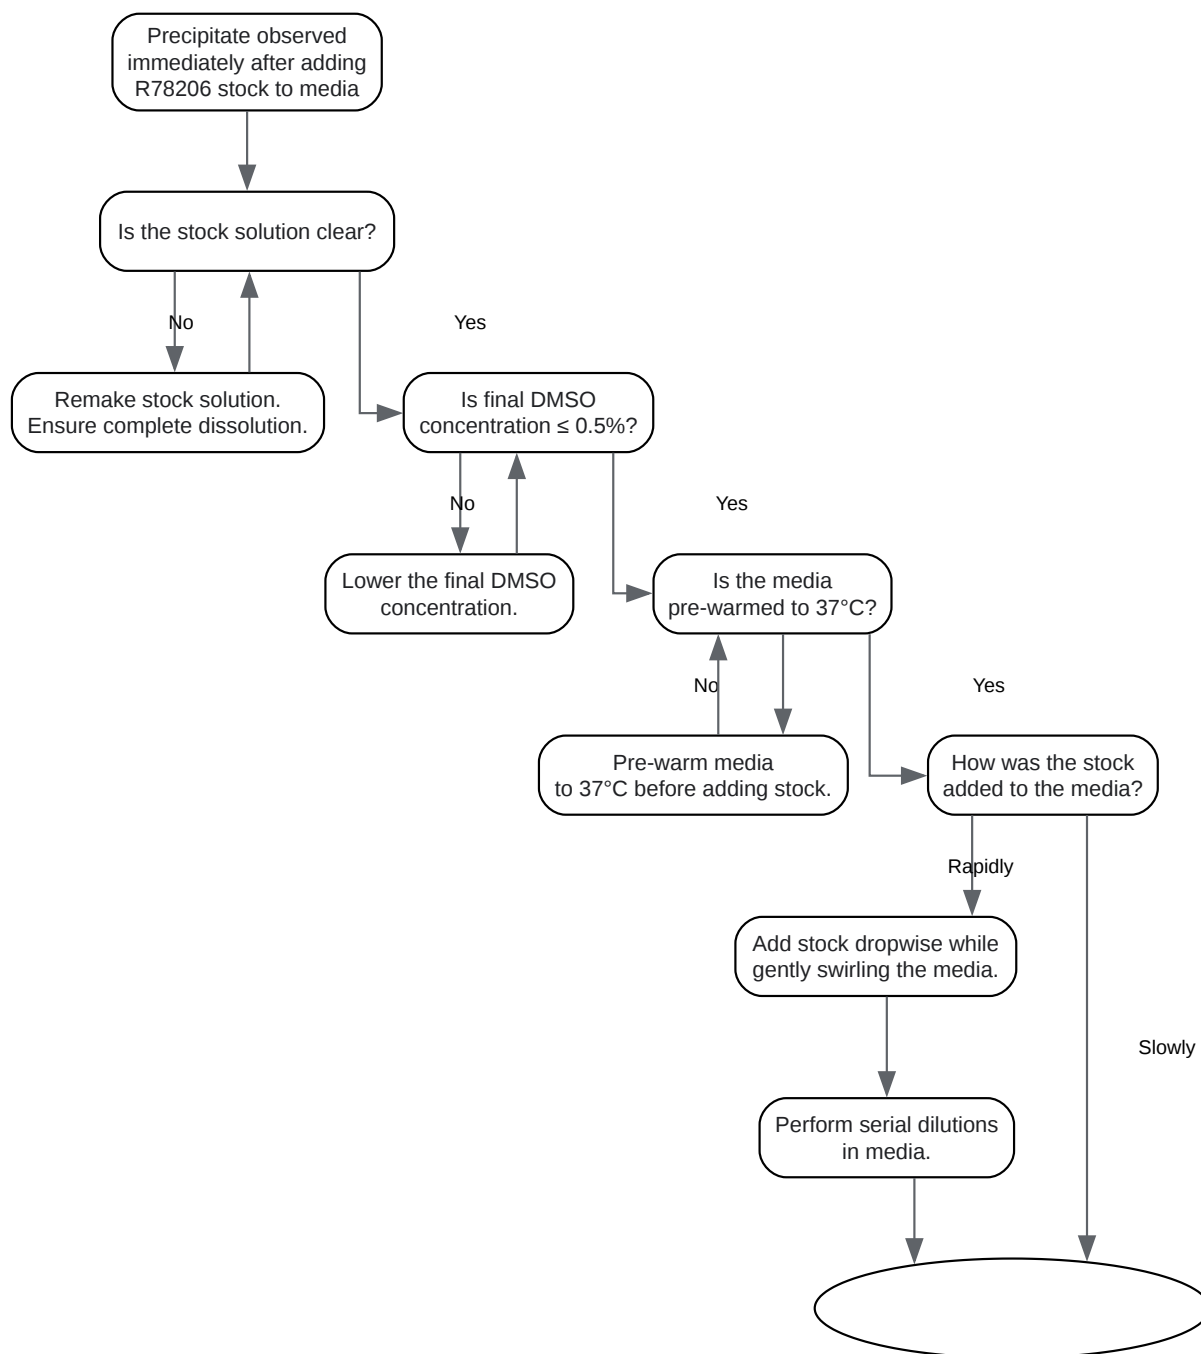 Precipitate observed
immediately after adding
R78206 stock to media
Is the stock solution clear?
No
Yes
Remake stock solution.
Ensure complete dissolution.
Is final DMSO
concentration ≤ 0.5%?
No
Yes
Lower the final DMSO
concentration.
Is the media
pre-warmed to 37°C?
No
Yes
Pre-warm media
to 37°C before adding stock.
How was the stock
added to the media?
Rapidly
Add stock dropwise while
gently swirling the media.
Slowly
Perform serial dilutions
in media.